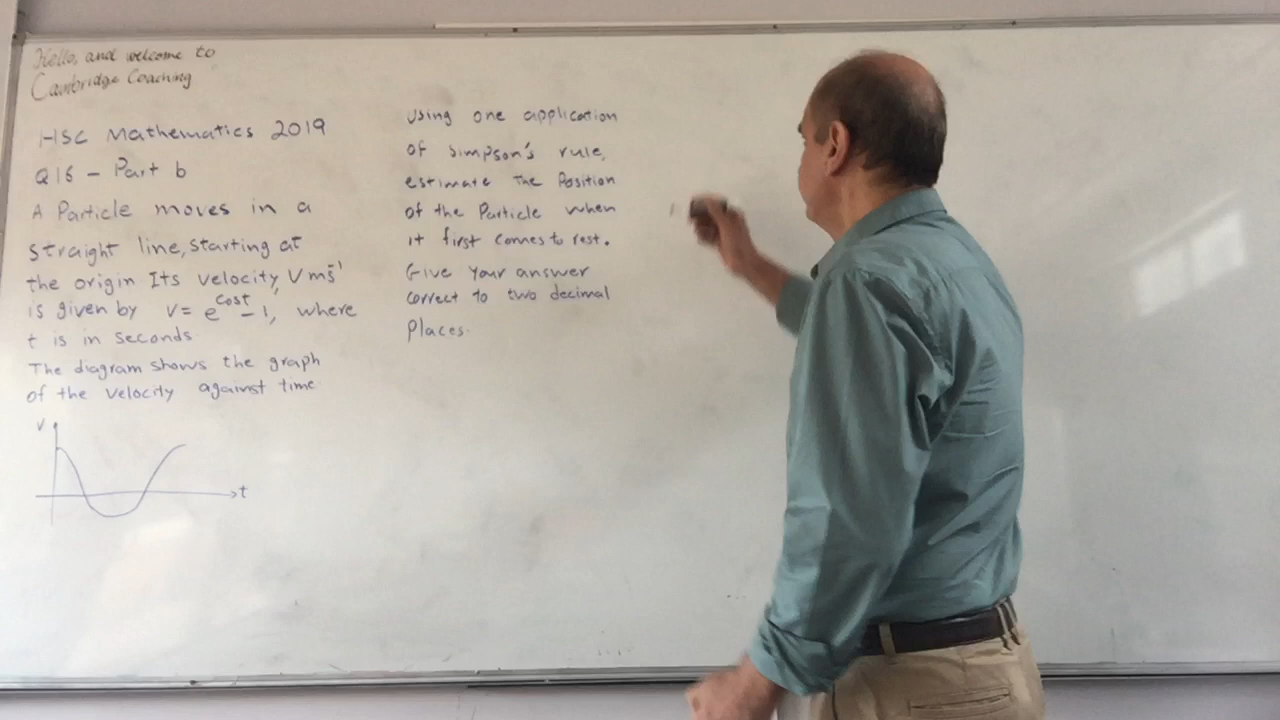 Hello, and welcome to
Cambridge Coaching
HSC Mathematics 2019
Q15 - Part b
A Particle moves in a
straight line, starting at
the origin Its velocity, V ms⁻¹
is given by v = e^cost - 1, where
t is in seconds
The diagram shows the graph
of the velocity against time
v
t
Using one application
of Simpson's rule,
estimate the Position
of the Particle when
it first comes to rest.
Give Your answer
correct to two decimal
Places.